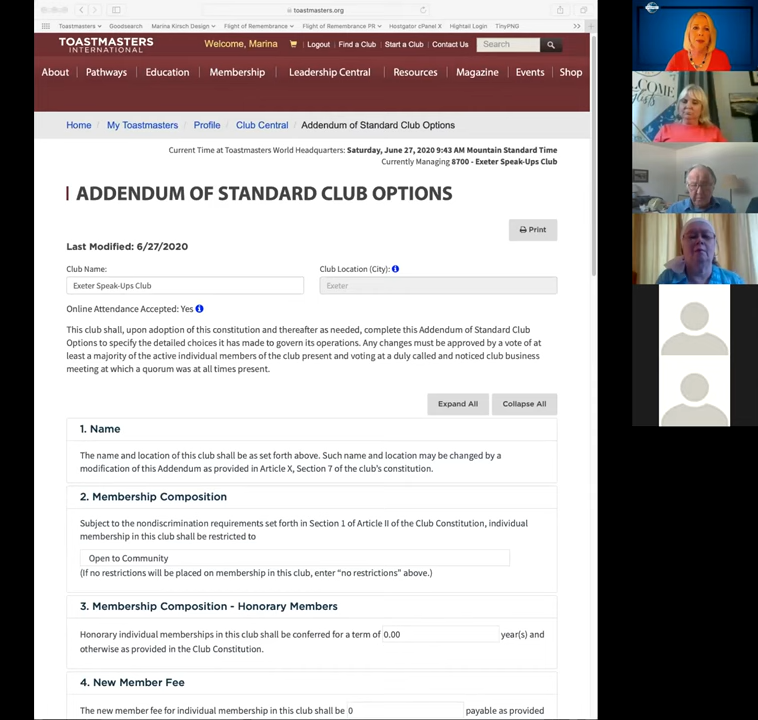 toastmasters.org
Toastmasters Goodsearch Marina Kirsch Design Flight of Remembrance Flight of Remembrance PR Hostgator cPanel X Hightail Login TinyPNG
TOASTMASTERS
INTERNATIONAL
Welcome, Marina Logout Find a Club Start a Club Contact Us Search
About Pathways Education Membership Leadership Central Resources Magazine Events Shop
Home / My Toastmasters / Profile / Club Central / Addendum of Standard Club Options
Current Time at Toastmasters World Headquarters: Saturday, June 27, 2020 9:43 AM Mountain Standard Time
Currently Managing 8700 - Exeter Speak-Ups Club
ADDENDUM OF STANDARD CLUB OPTIONS
Print
Last Modified: 6/27/2020
Club Name: Club Location (City):
Exeter Speak-Ups Club Exeter
Online Attendance Accepted: Yes
This club shall, upon adoption of this constitution and thereafter as needed, complete this Addendum of Standard Club
Options to specify the detailed choices it has made to govern its operations. Any changes must be approved by a vote of at
least a majority of the active individual members of the club present and voting at a duly called and noticed club business
meeting at which a quorum was at all times present.
Expand All Collapse All
1. Name
The name and location of this club shall be as set forth above. Such name and location may be changed by a
modification of this Addendum as provided in Article X, Section 7 of the club's constitution.
2. Membership Composition
Subject to the nondiscrimination requirements set forth in Section 1 of Article II of the Club Constitution, individual
membership in this club shall be restricted to
Open to Community
(If no restrictions will be placed on membership in this club, enter “no restrictions” above.)
3. Membership Composition - Honorary Members
Honorary individual memberships in this club shall be conferred for a term of 0.00 year(s) and
otherwise as provided in the Club Constitution.
4. New Member Fee
The new member fee for individual membership in this club shall be 0 payable as provided